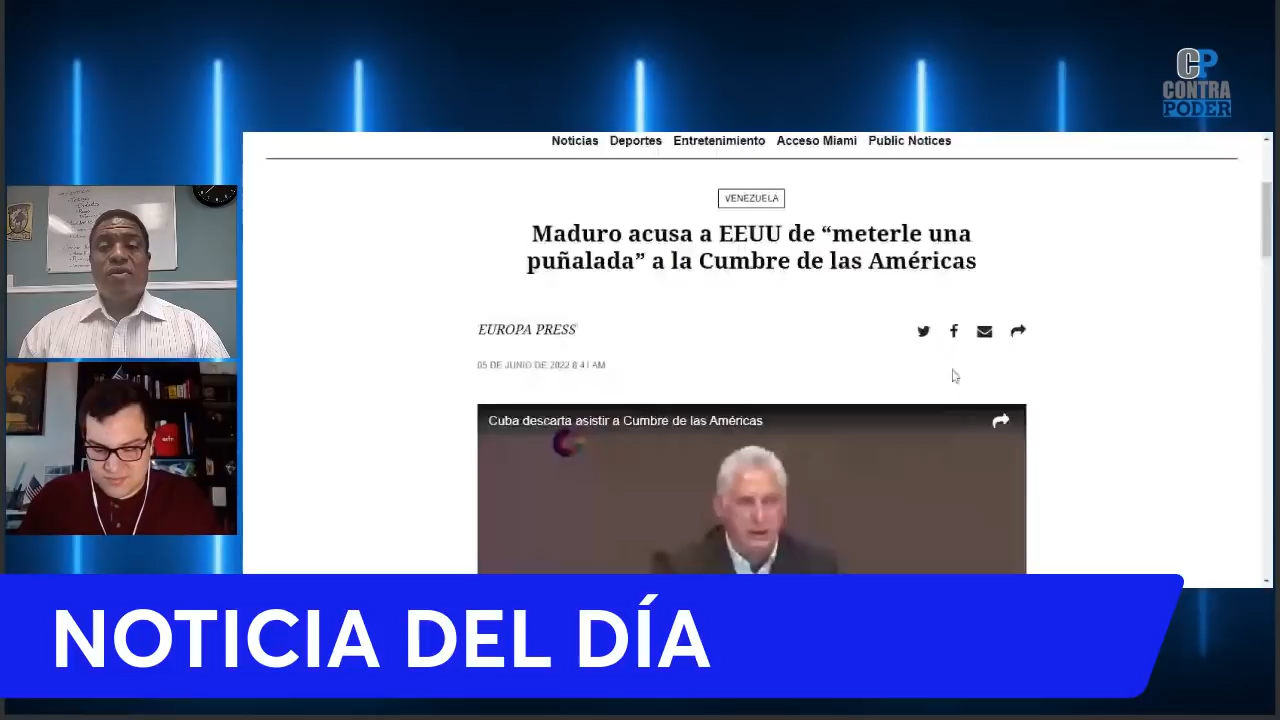 CP
CONTRA
PODER
Noticias Deportes Entretenimiento Acceso Miami Public Notices
VENEZUELA
Maduro acusa a EEUU de “meterle una
puñalada” a la Cumbre de las Américas
EUROPA PRESS
05 DE JUNIO DE 2022 8:41 AM
Cuba descarta asistir a Cumbre de las Américas
NOTICIA DEL DÍA